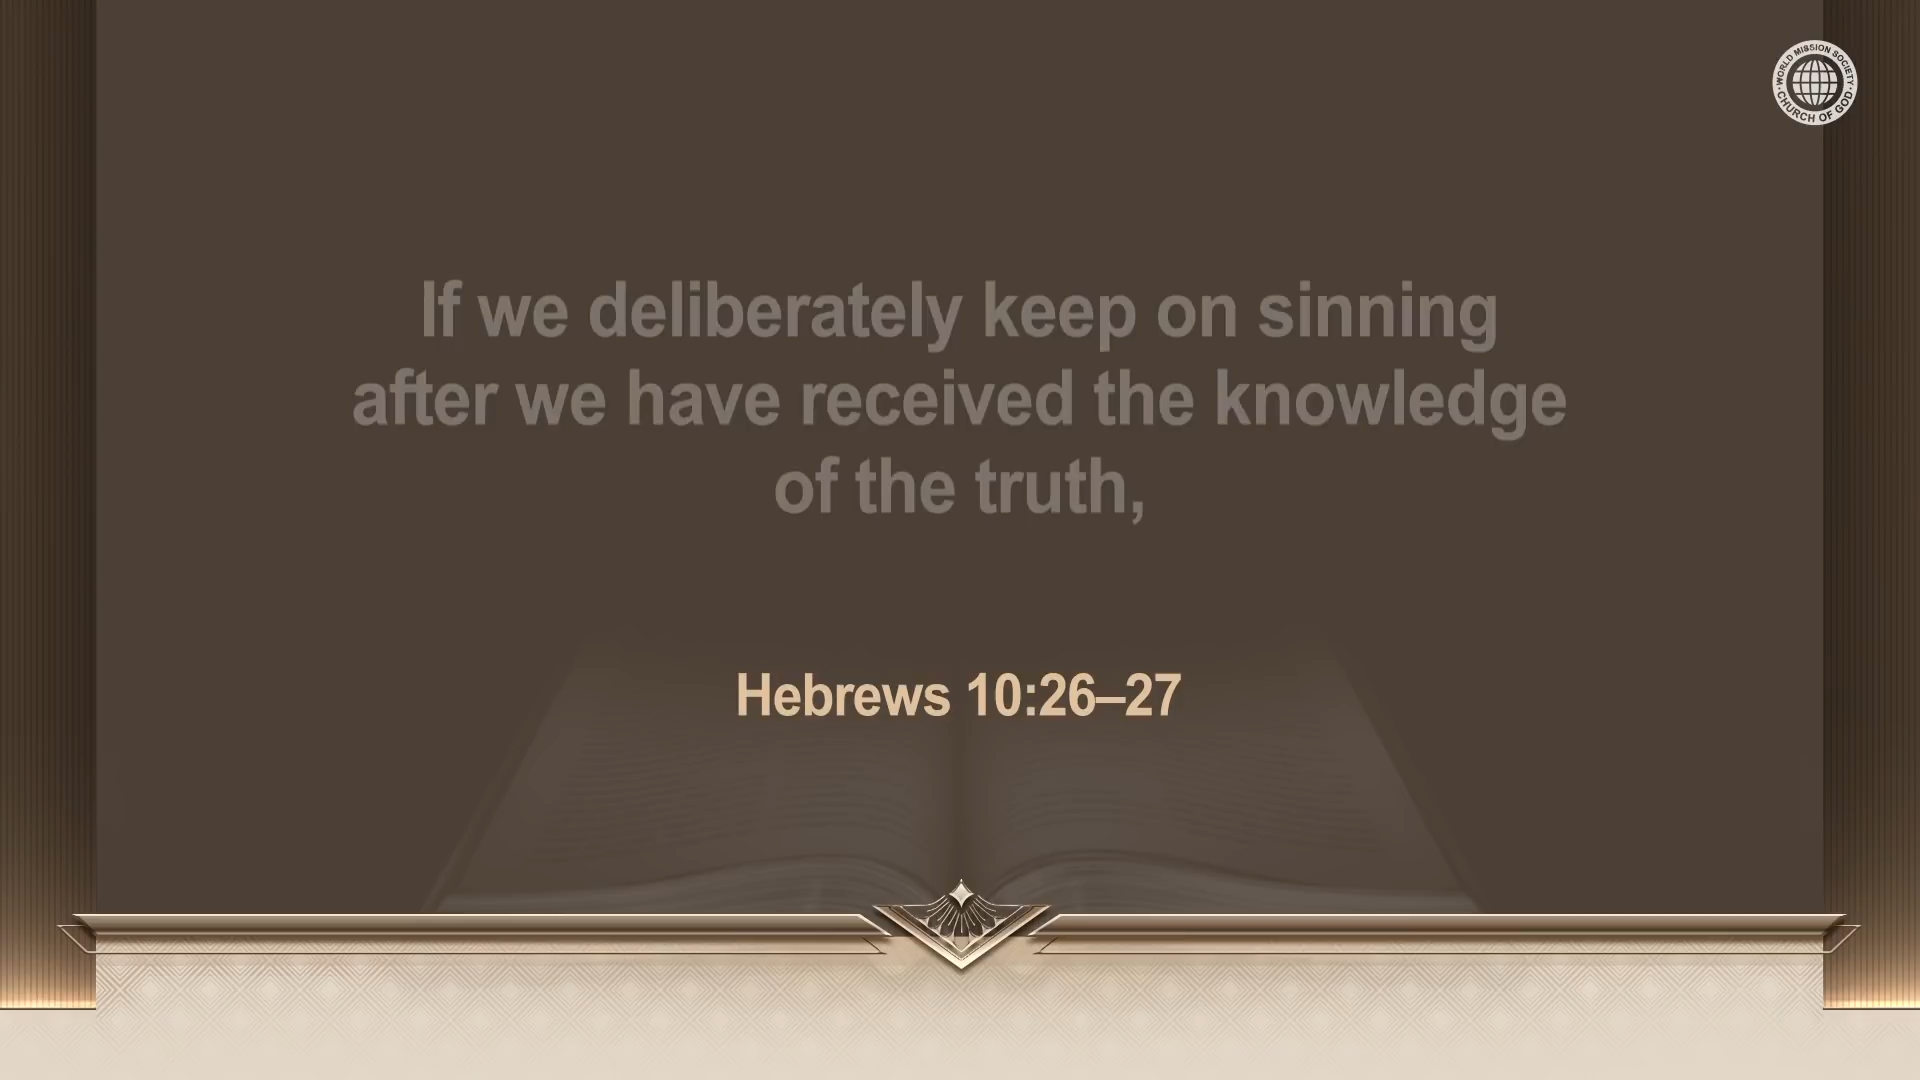 WORLD MISSION SOCIETY
CHURCH OF GOD
If we deliberately keep on sinning
after we have received the knowledge
of the truth,
Hebrews 10:26–27